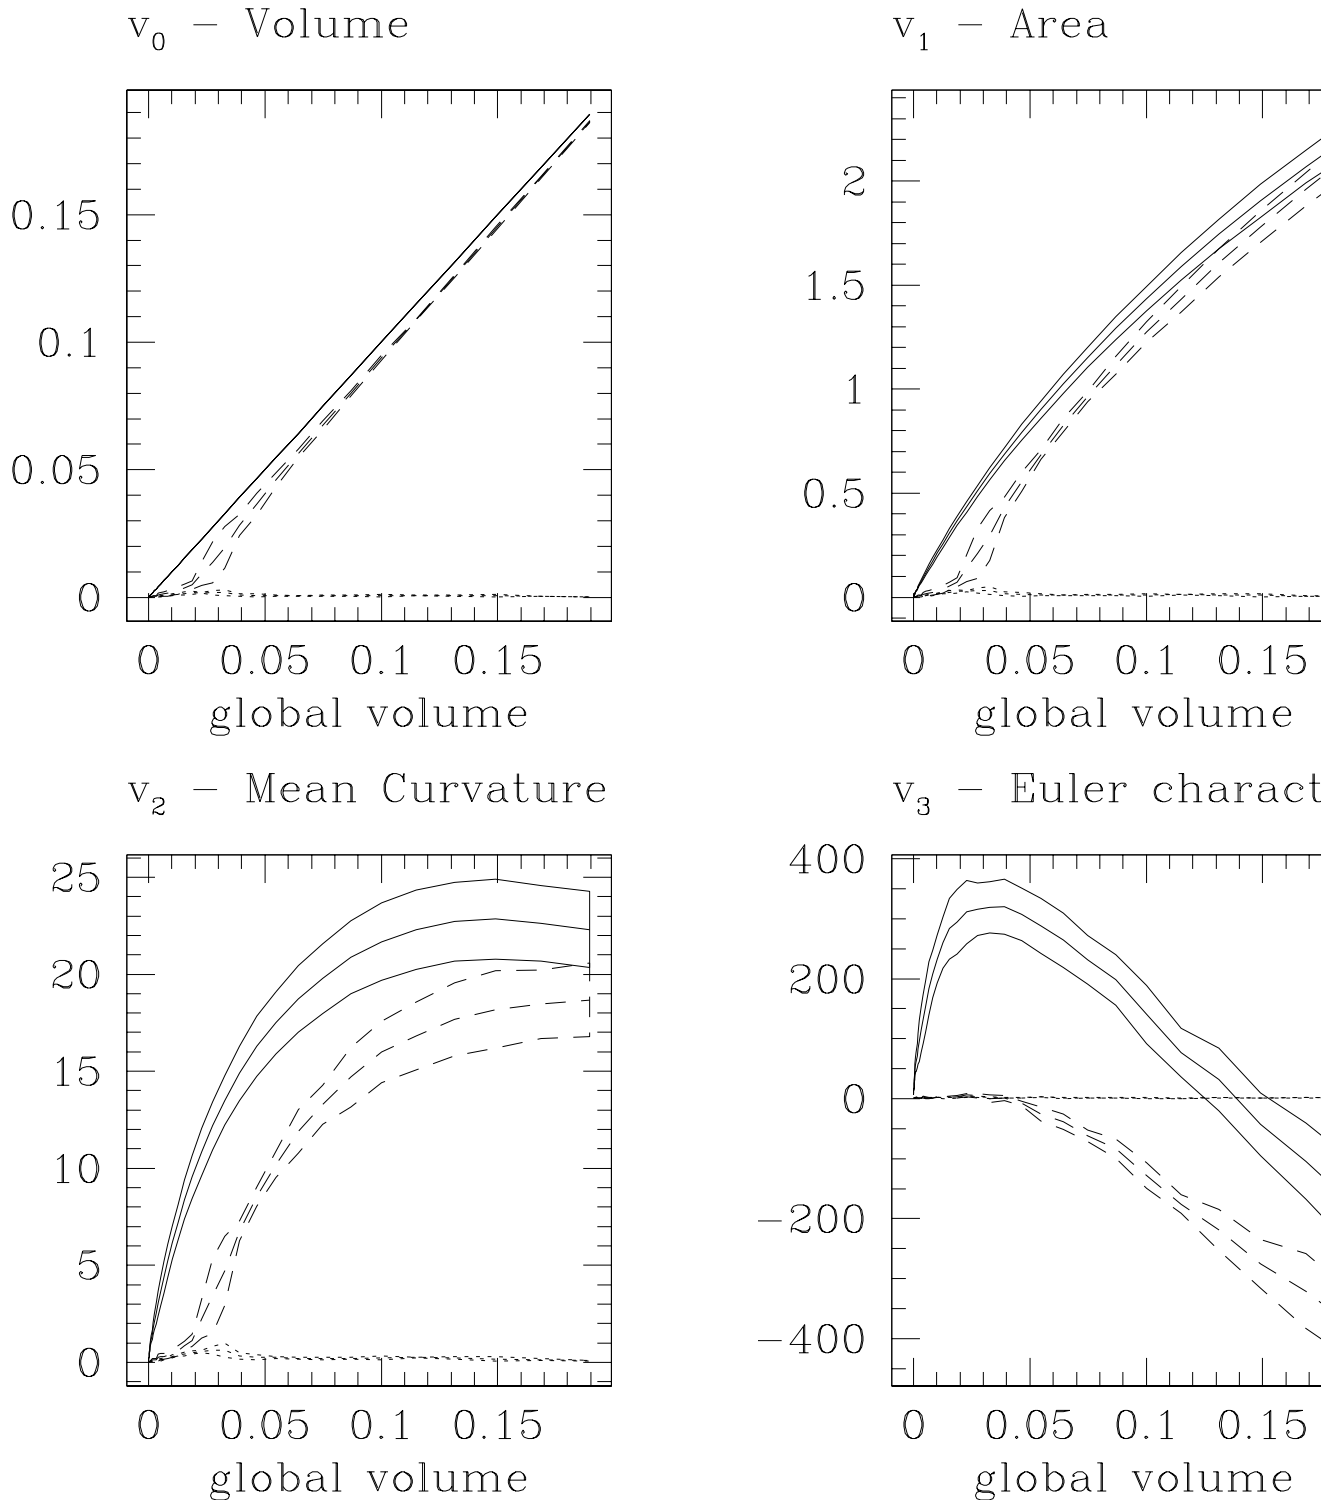 v₀ – Volume
0.15
0.1
0.05
0
0 0.05 0.1 0.15
global volume
v₁ – Area
2
1.5
1
0.5
0
0 0.05 0.1 0.15
global volume
v₂ – Mean Curvature
25
20
15
10
5
0
0 0.05 0.1 0.15
global volume
v₃ – Euler charact
400
200
0
−200
−400
0 0.05 0.1 0.15
global volume